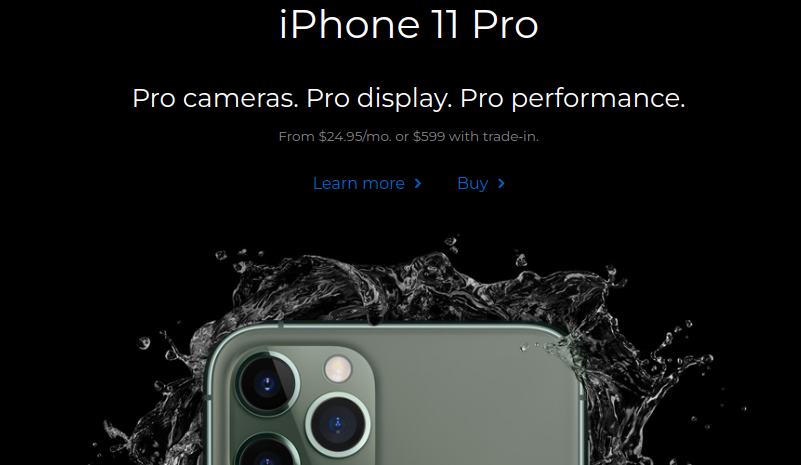 iPhone 11 Pro
Pro cameras. Pro display. Pro performance.
From $24.95/mo. or $599 with trade-in.
Learn more > Buy >